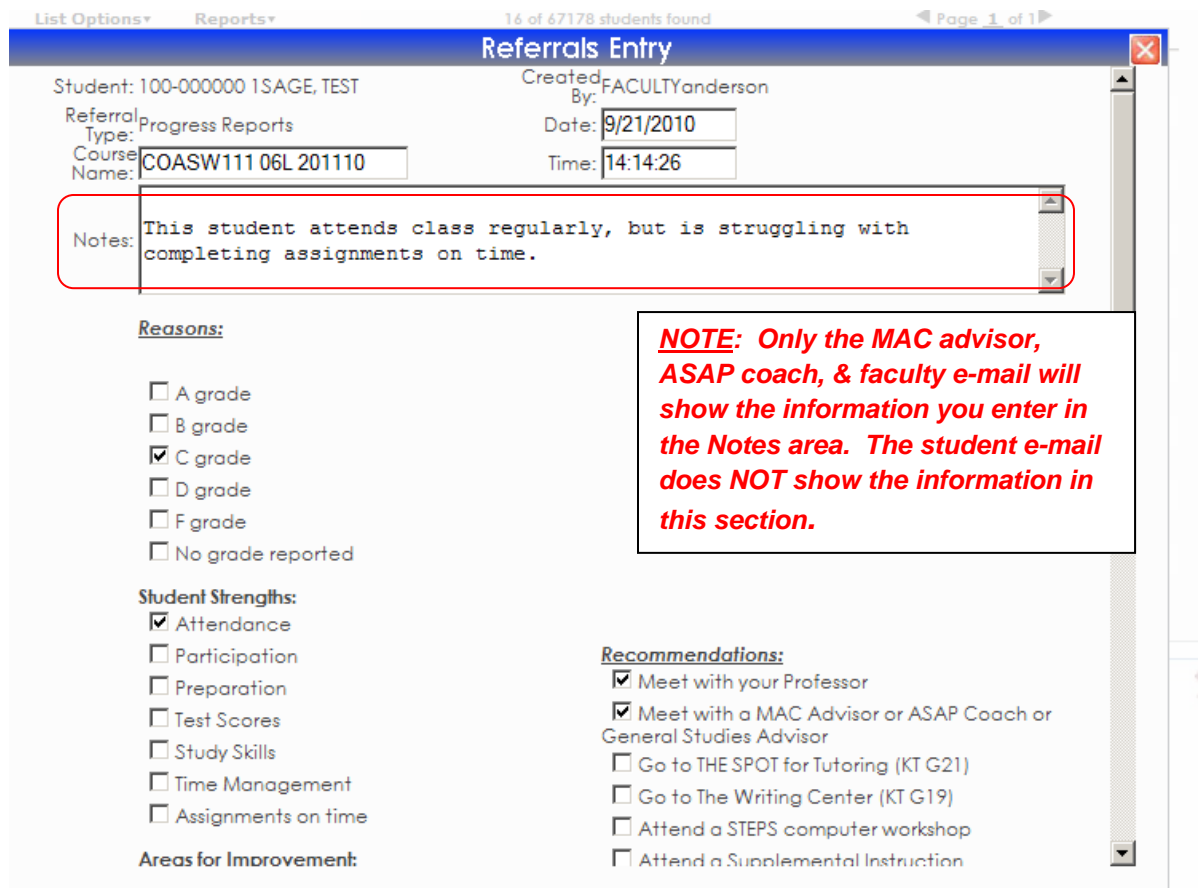 List Options▾ Reports▾ 16 of 67178 students found ◀ Page 1 of 1▶
Referrals Entry
Student: 100-000000 1SAGE, TEST
Created By: FACULTYanderson
Referral Type: Progress Reports
Date: 9/21/2010
Course Name: COASW111 06L 201110
Time: 14:14:26
Notes:
This student attends class regularly, but is struggling with
completing assignments on time.
Reasons:
A grade
B grade
C grade
D grade
F grade
No grade reported
NOTE: Only the MAC advisor,
ASAP coach, & faculty e-mail will
show the information you enter in
the Notes area. The student e-mail
does NOT show the information in
this section.
Student Strengths:
Attendance
Participation
Preparation
Test Scores
Study Skills
Time Management
Assignments on time
Areas for Improvement:
Recommendations:
Meet with your Professor
Meet with a MAC Advisor or ASAP Coach or
General Studies Advisor
Go to THE SPOT for Tutoring (KT G21)
Go to The Writing Center (KT G19)
Attend a STEPS computer workshop
Attend a Supplemental Instruction